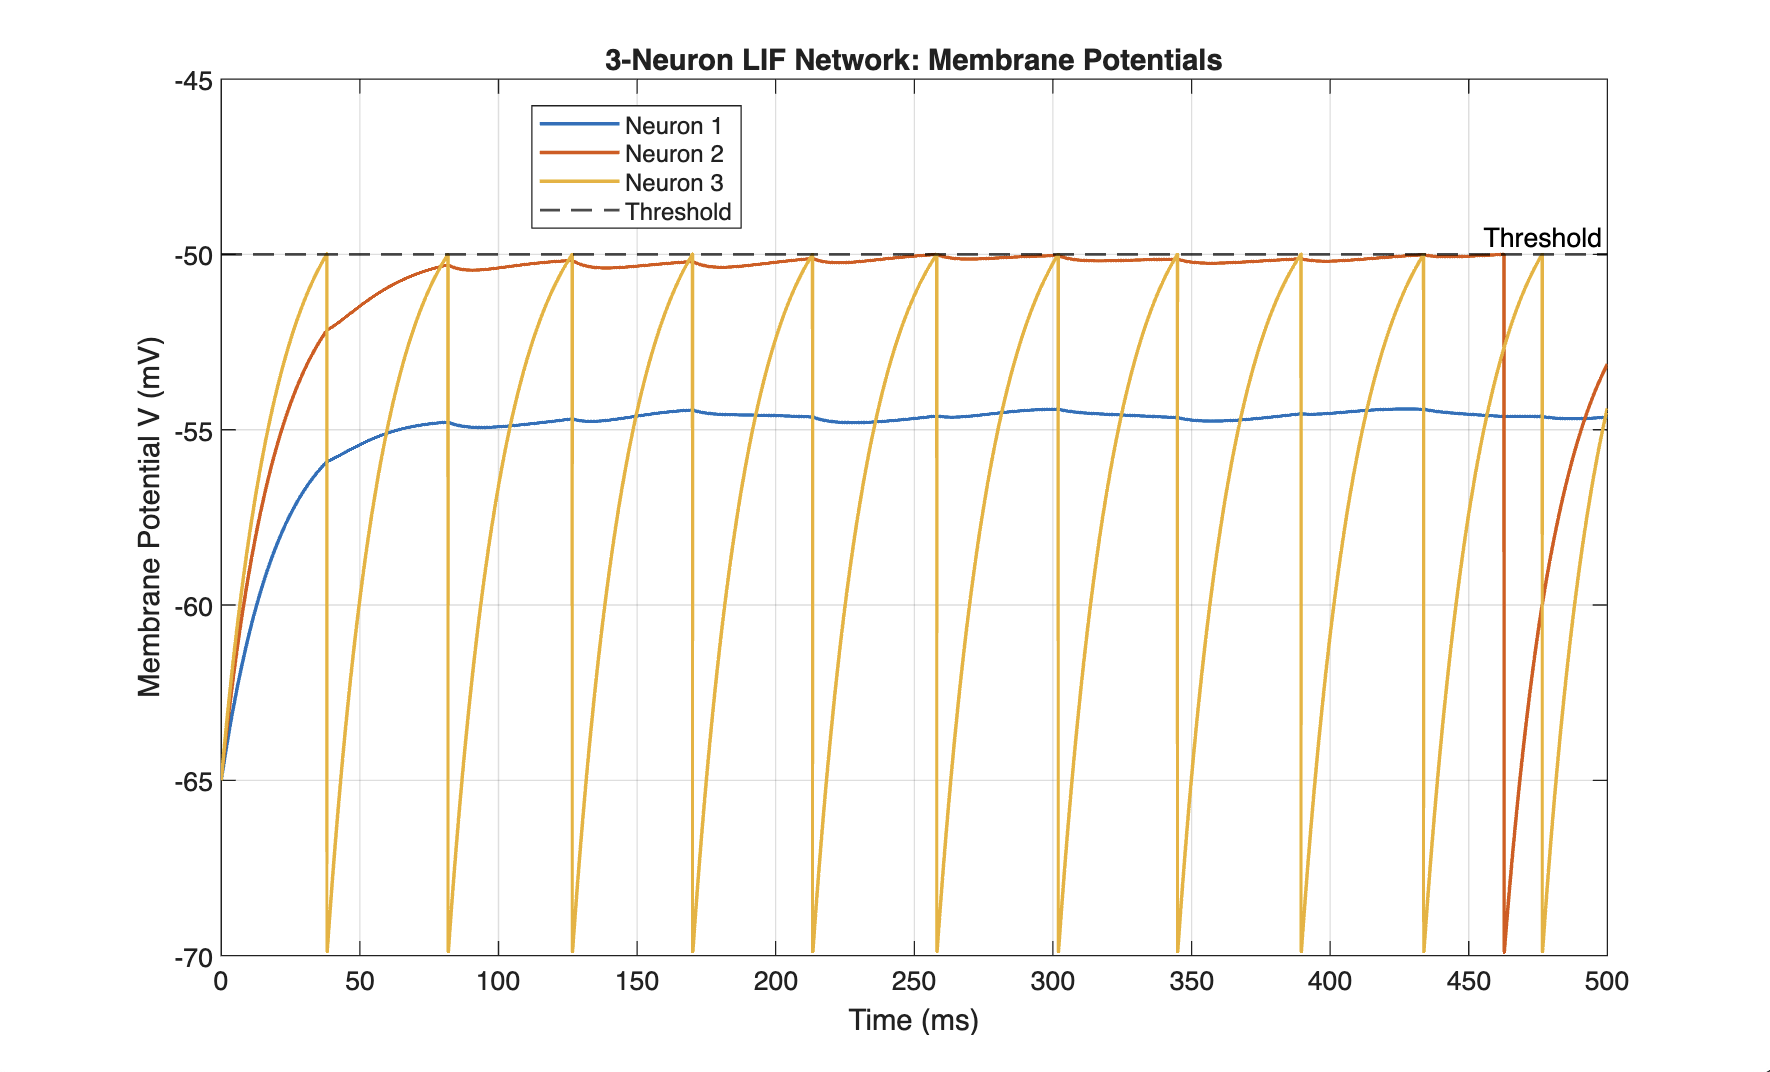 3-Neuron LIF Network: Membrane Potentials
-45
Neuron 1
Neuron 2
Neuron 3
Threshold
Threshold
-50
-55
-60
-65
-70
Membrane Potential V (mV)
0 50 100 150 200 250 300 350 400 450 500
Time (ms)